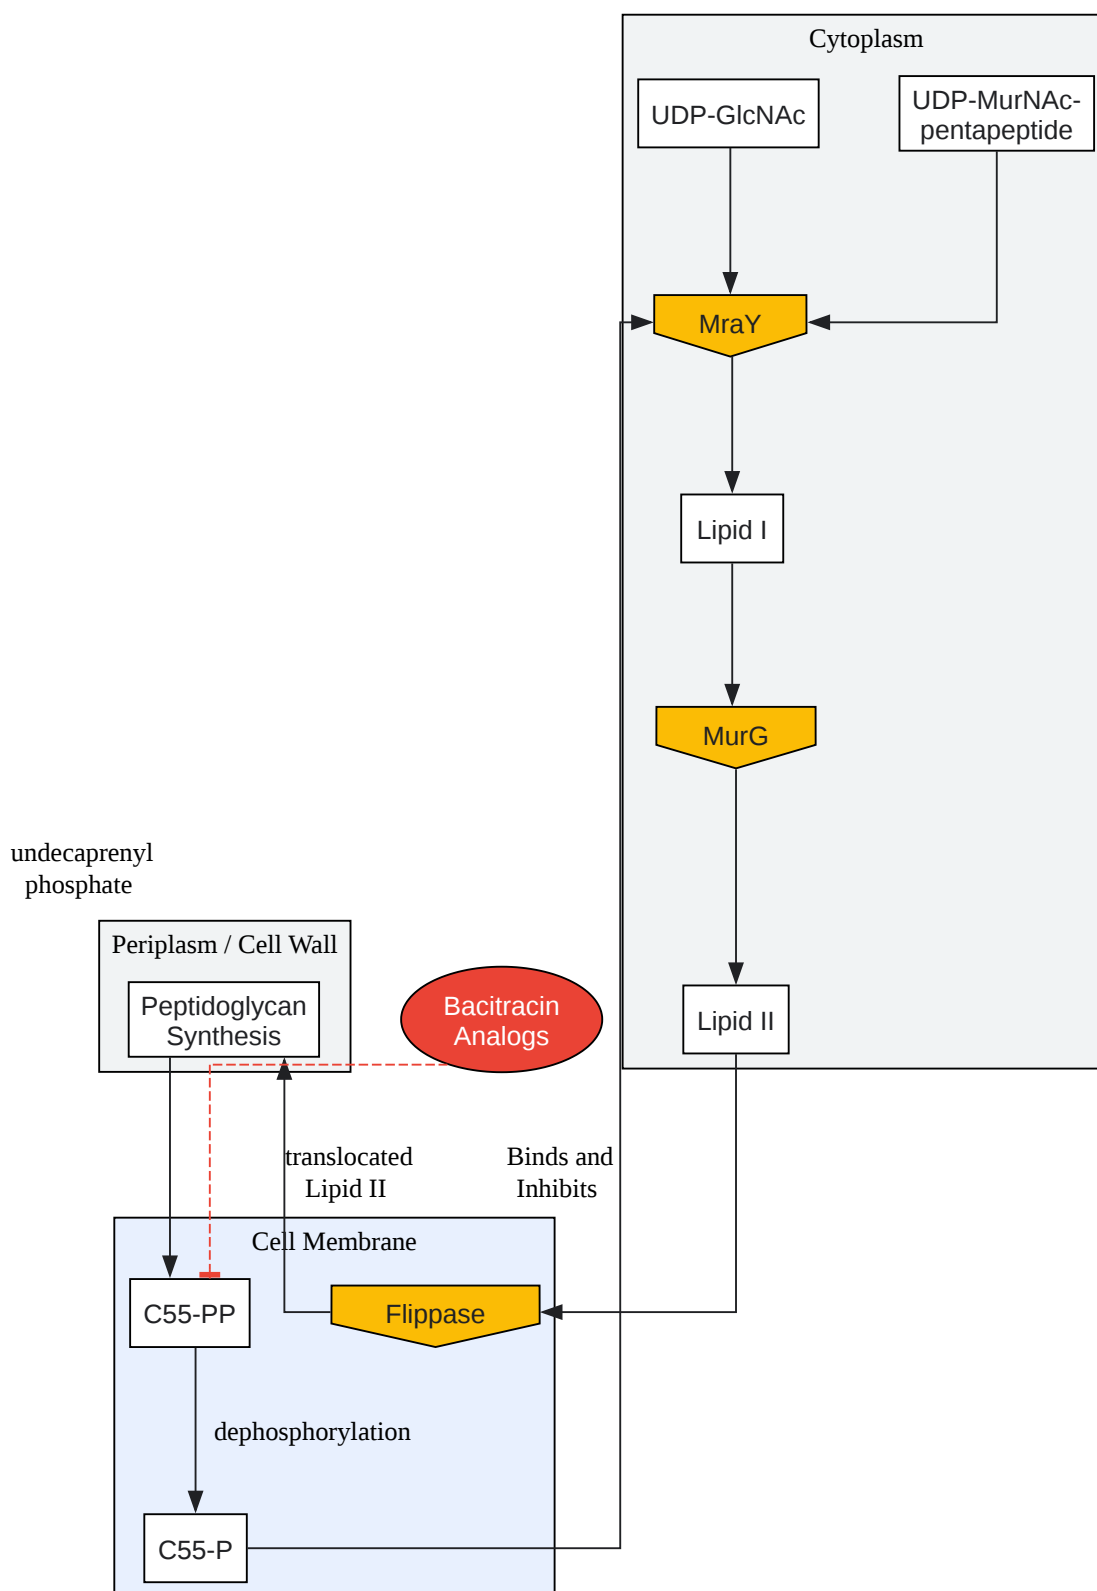 Cytoplasm
UDP-GlcNAc
UDP-MurNAc-
pentapeptide
MraY
Lipid I
MurG
undecaprenyl
phosphate
Periplasm / Cell Wall
Peptidoglycan
Synthesis
Bacitracin
Analogs
Lipid II
translocated
Lipid II
Binds and
Inhibits
Cell Membrane
C55-PP
Flippase
dephosphorylation
C55-P